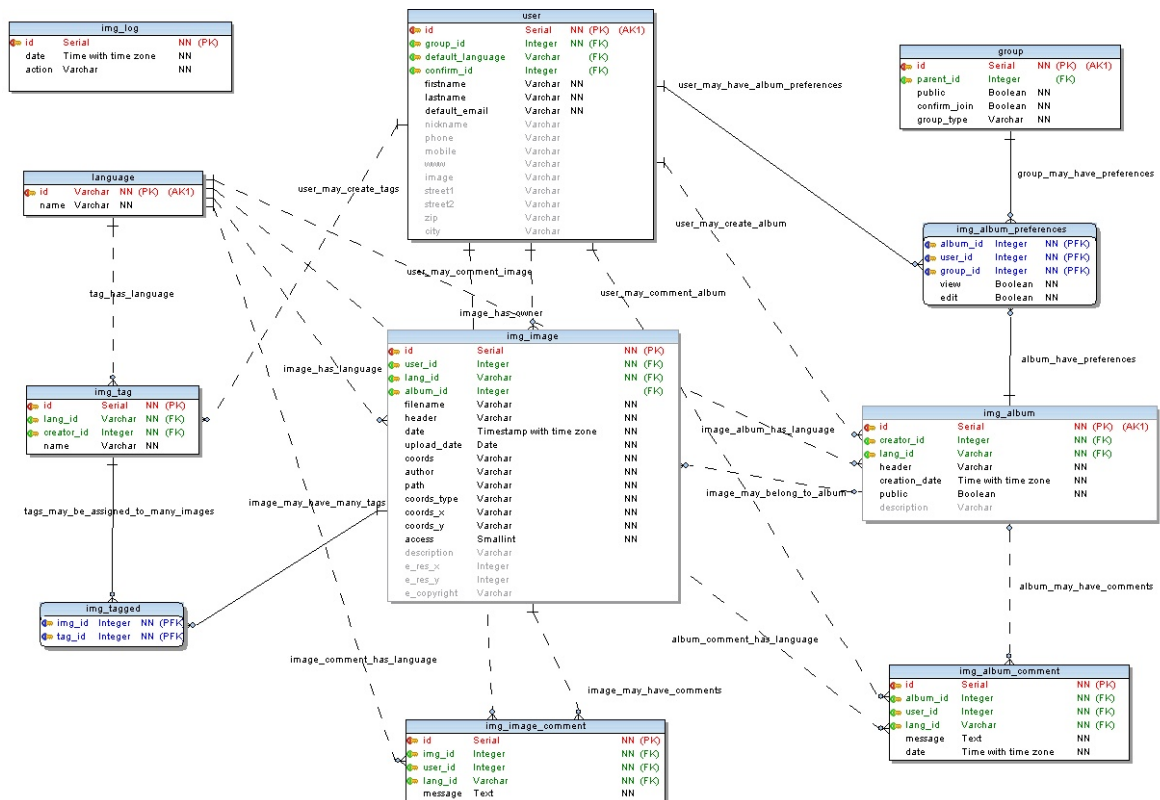 img_log
id Serial NN (PK)
date Time with time zone NN
action Varchar NN
user
id Serial NN (PK) (AK1)
group_id Integer NN (FK)
default_language Varchar (FK)
confirm_id Integer (FK)
firstname Varchar NN
lastname Varchar NN
default_email Varchar NN
nickname Varchar
phone Varchar
mobile Varchar
www Varchar
image Varchar
street1 Varchar
street2 Varchar
zip Varchar
city Varchar
group
id Serial NN (PK) (AK1)
parent_id Integer (FK)
public Boolean NN
confirm_join Boolean NN
group_type Varchar NN
user_may_have_album_preferences
language
id Varchar NN (PK) (AK1)
name Varchar NN
user_may_create_tags
group_may_have_preferences
user_may_create_album
img_album_preferences
album_id Integer NN (PFK)
user_id Integer NN (PFK)
group_id Integer NN (PFK)
view Boolean NN
edit Boolean NN
user_may_comment_image
tag_has_language
user_may_comment_album
image_has_owner
img_image
id Serial NN (PK)
user_id Integer NN (FK)
lang_id Varchar NN (FK)
album_id Integer (FK)
filename Varchar NN
header Varchar NN
date Timestamp with time zone NN
upload_date Date NN
coords Varchar NN
author Varchar NN
path Varchar NN
coords_type Varchar NN
coords_x Varchar NN
coords_y Varchar NN
access Smallint NN
description Varchar
e_res_x Integer
e_res_y Integer
e_copyright Varchar
album_have_preferences
image_has_language
img_tag
id Serial NN (PK)
lang_id Varchar NN (FK)
creator_id Integer NN (FK)
name Varchar NN
img_album
id Serial NN (PK) (AK1)
creator_id Integer NN (FK)
lang_id Varchar NN (FK)
header Varchar NN
creation_date Time with time zone NN
public Boolean NN
description Varchar
image_album_has_language
image_may_belong_to_album
image_may_have_many_tags
tags_may_be_assigned_to_many_images
album_may_have_comments
img_tagged
img_id Integer NN (PFK
tag_id Integer NN (PFK
album_comment_has_language
image_comment_has_language
image_may_have_comments
img_album_comment
id Serial NN (PK)
album_id Integer NN (FK)
user_id Integer NN (FK)
lang_id Varchar NN (FK)
message Text NN
date Time with time zone NN
img_image_comment
id Serial NN (PK)
img_id Integer NN (FK)
user_id Integer NN (FK)
lang_id Varchar NN (FK)
message Text NN